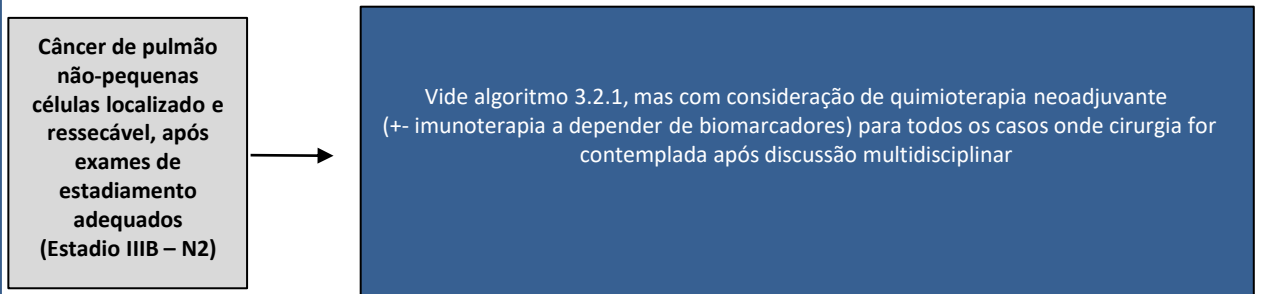 Câncer de pulmão
não-pequenas
células localizado e
ressecável, após
exames de
estadiamento
adequados
(Estadio IIIB – N2)
Vide algoritmo 3.2.1, mas com consideração de quimioterapia neoadjuvante
(+- imunoterapia a depender de biomarcadores) para todos os casos onde cirurgia for
contemplada após discussão multidisciplinar